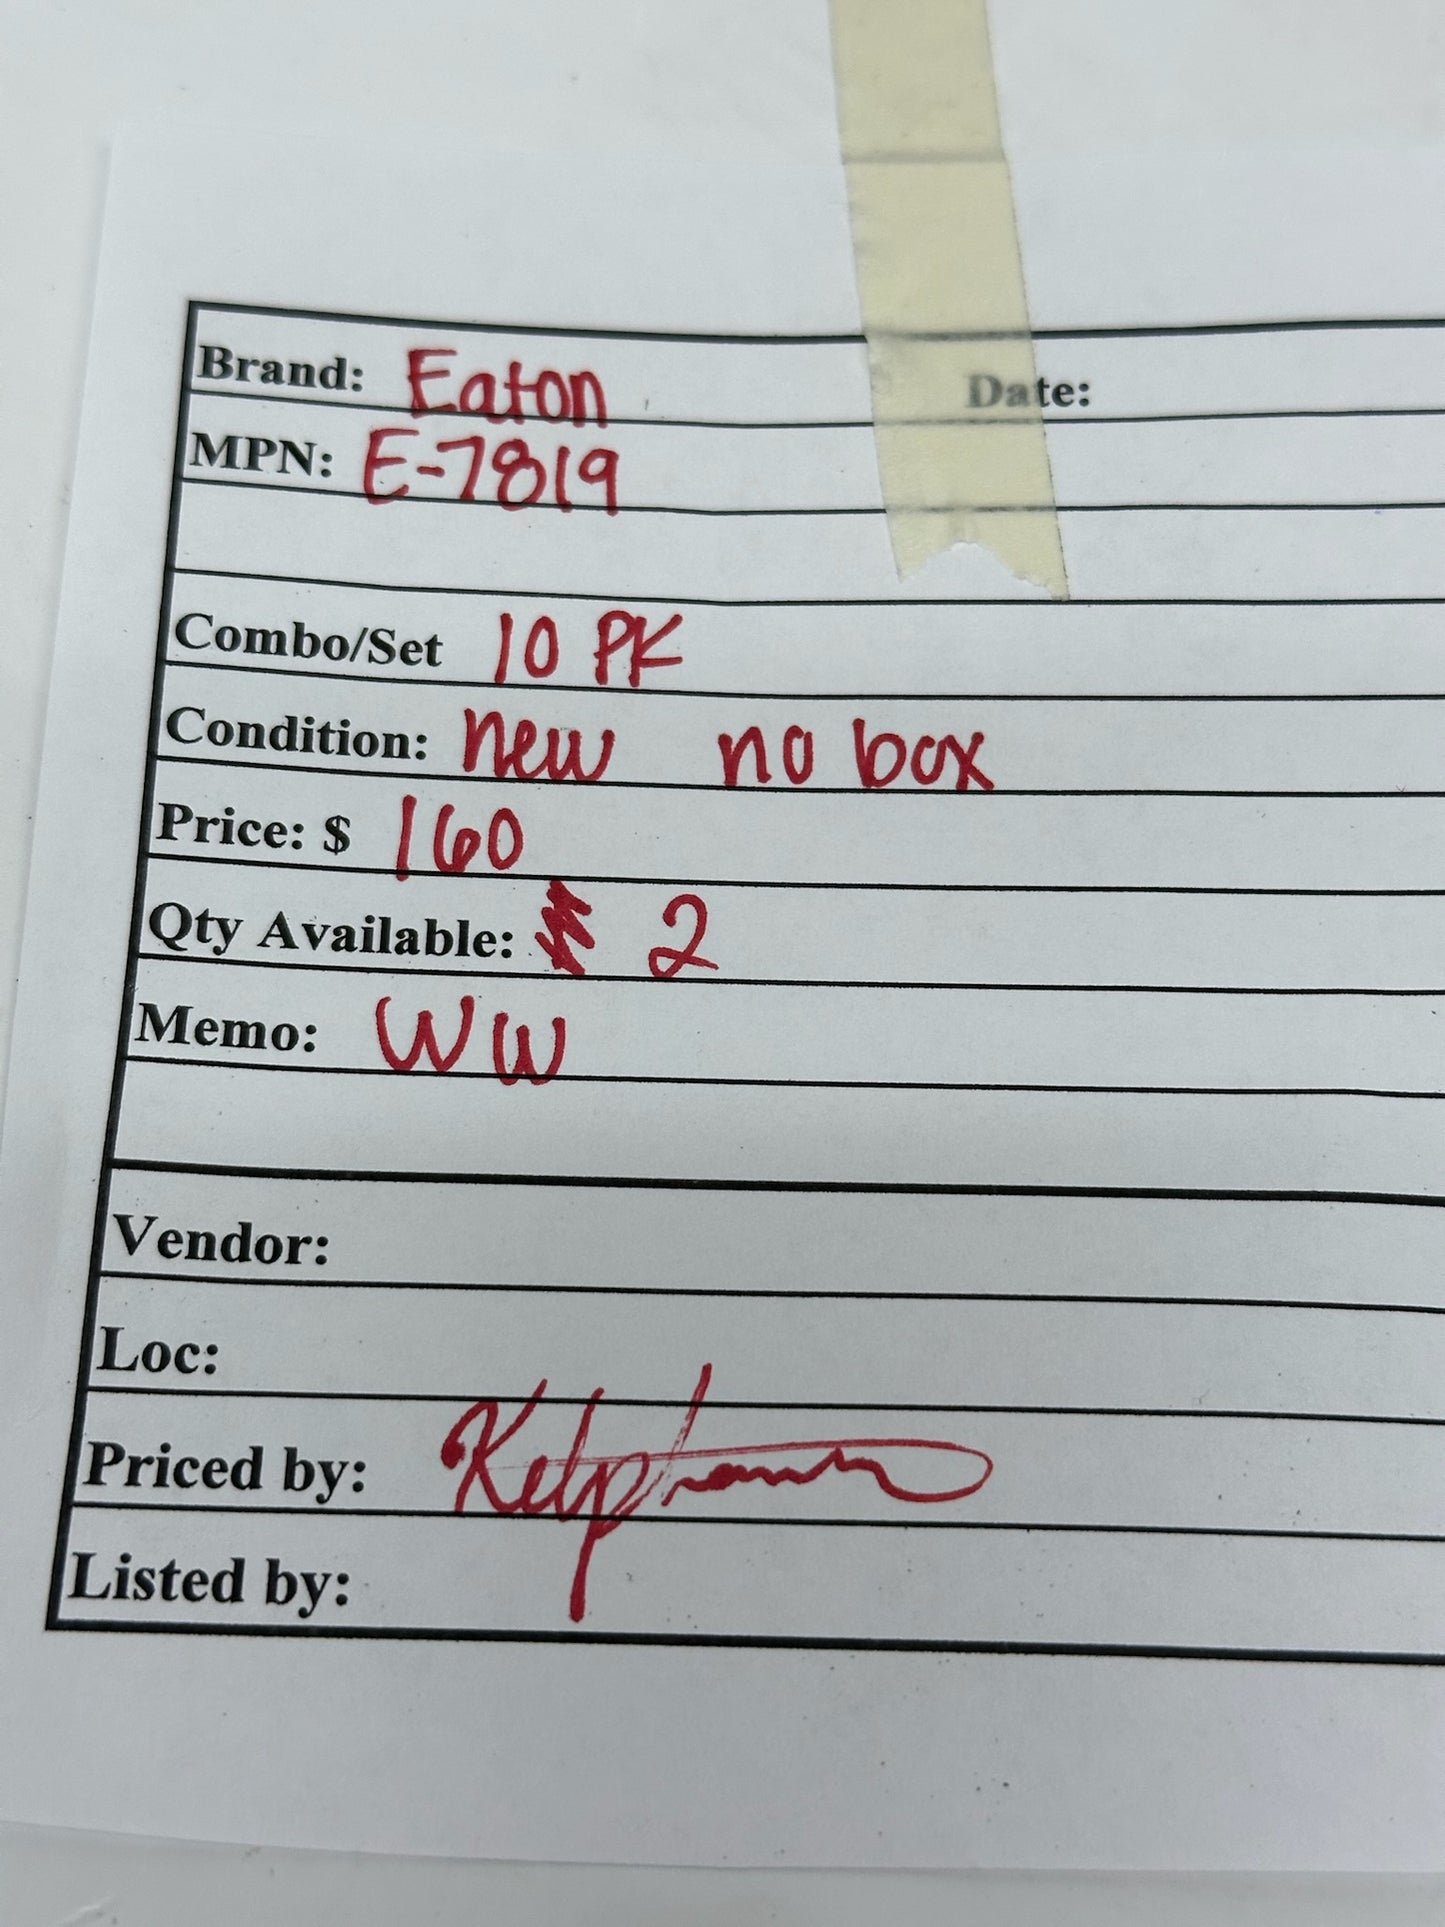 Brand: Eaton Date:
MPN: E-7819
Combo/Set 10 PK
Condition: new no box
Price: $ 160
Qty Available: 2
Memo: WW
Vendor:
Loc:
Priced by:
Listed by: